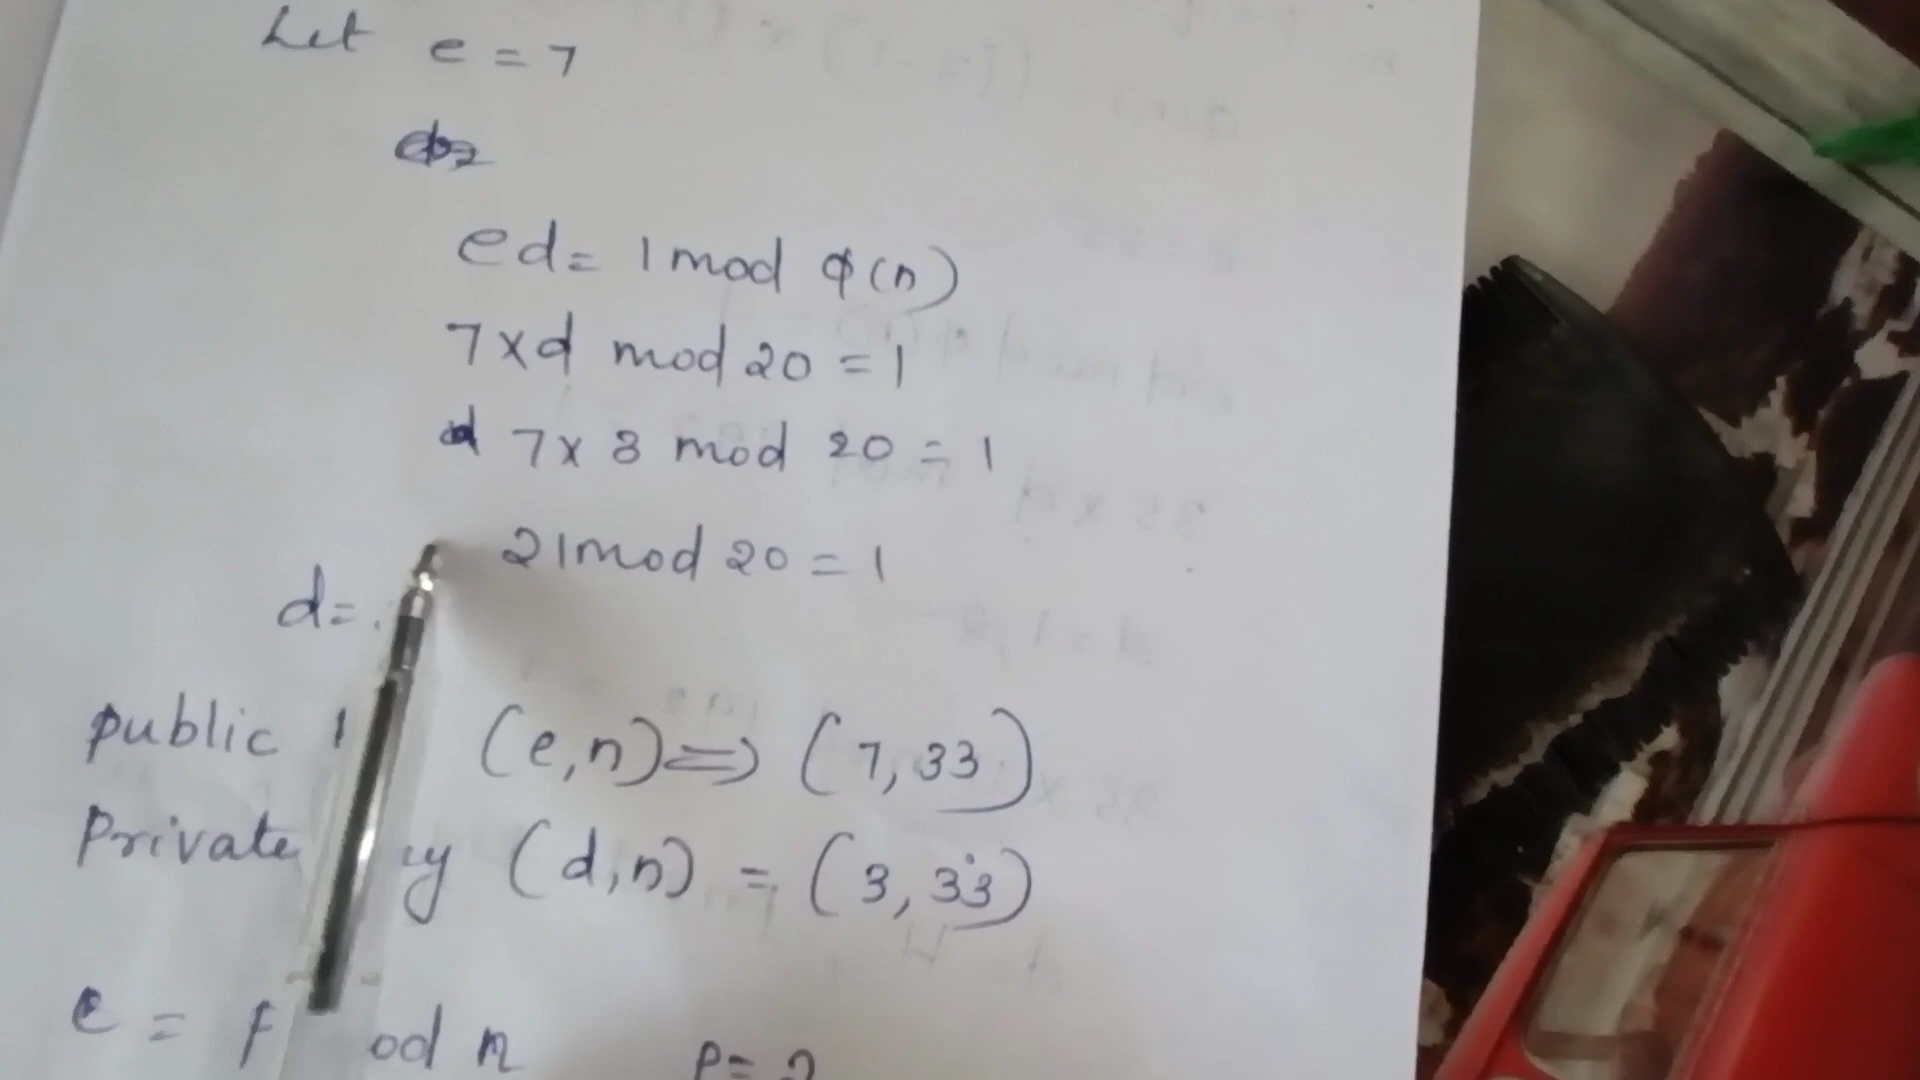 Let e = 7
ed = 1 mod φ(n)
7 x d mod 20 = 1
d 7 x 3 mod 20 = 1
21 mod 20 = 1
d =
public (e, n) ⇒ (7, 33)
Private (d, n) = (3, 33)
c = mod n P =